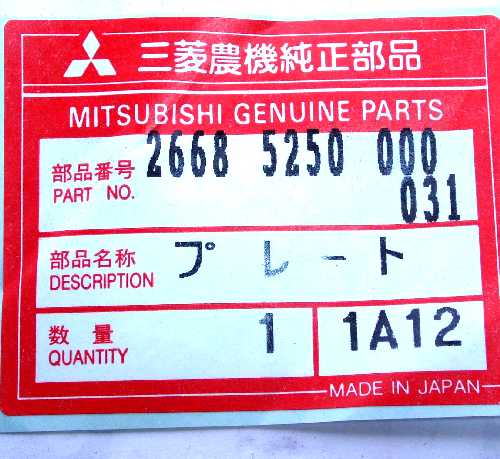 三菱農機純正部品
MITSUBISHI GENUINE PARTS
部品番号 2668 5250 000
PART NO. 031
部品名称 プレート
DESCRIPTION
数量 1 1A12
QUANTITY
MADE IN JAPAN